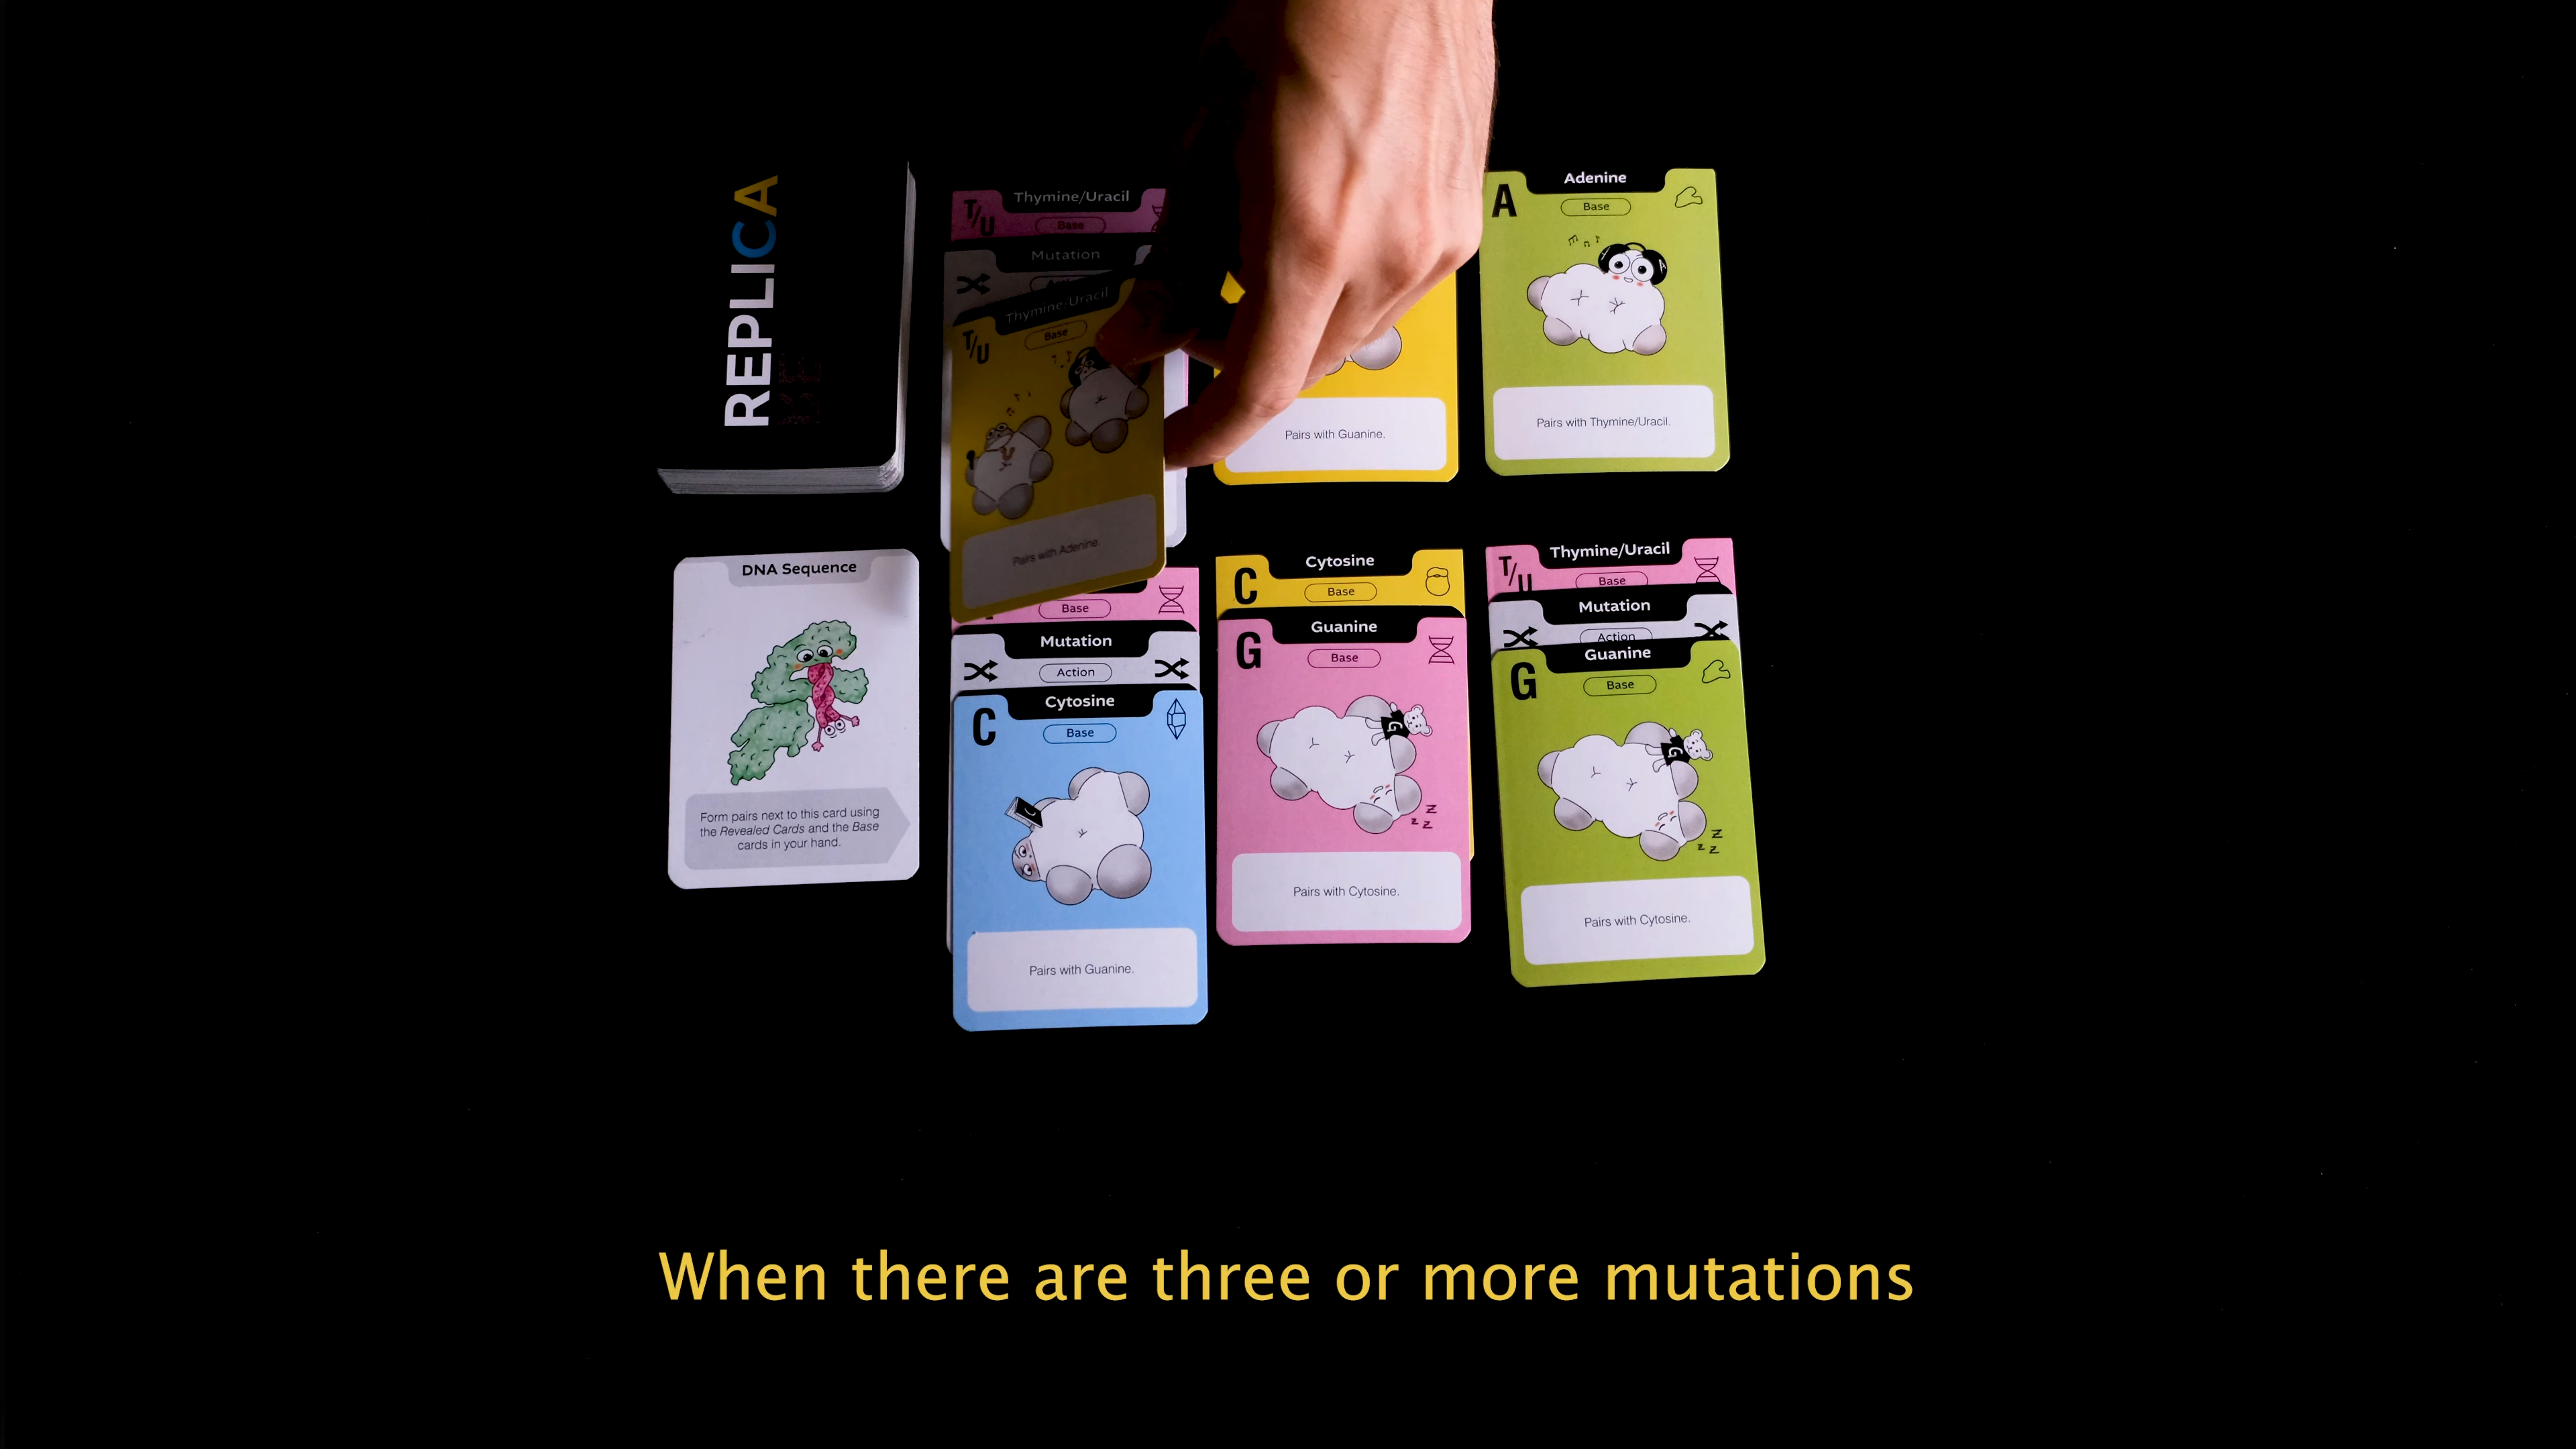 REPLICA
Thymine/Uracil
T/U
Base
Mutation
Thymine/Uracil
T/U
Base
Pairs with Adenine.
Pairs with Guanine.
Adenine
A
Base
Pairs with Thymine/Uracil.
DNA Sequence
Form pairs next to this card using
the Revealed Cards and the Base
cards in your hand.
Base
Mutation
Action
Cytosine
C
Base
Pairs with Guanine.
Cytosine
C
Base
Guanine
G
Base
z
z z
Pairs with Cytosine.
Thymine/Uracil
T/U
Base
Mutation
Action
Guanine
G
Base
z
z z
Pairs with Cytosine.
When there are three or more mutations